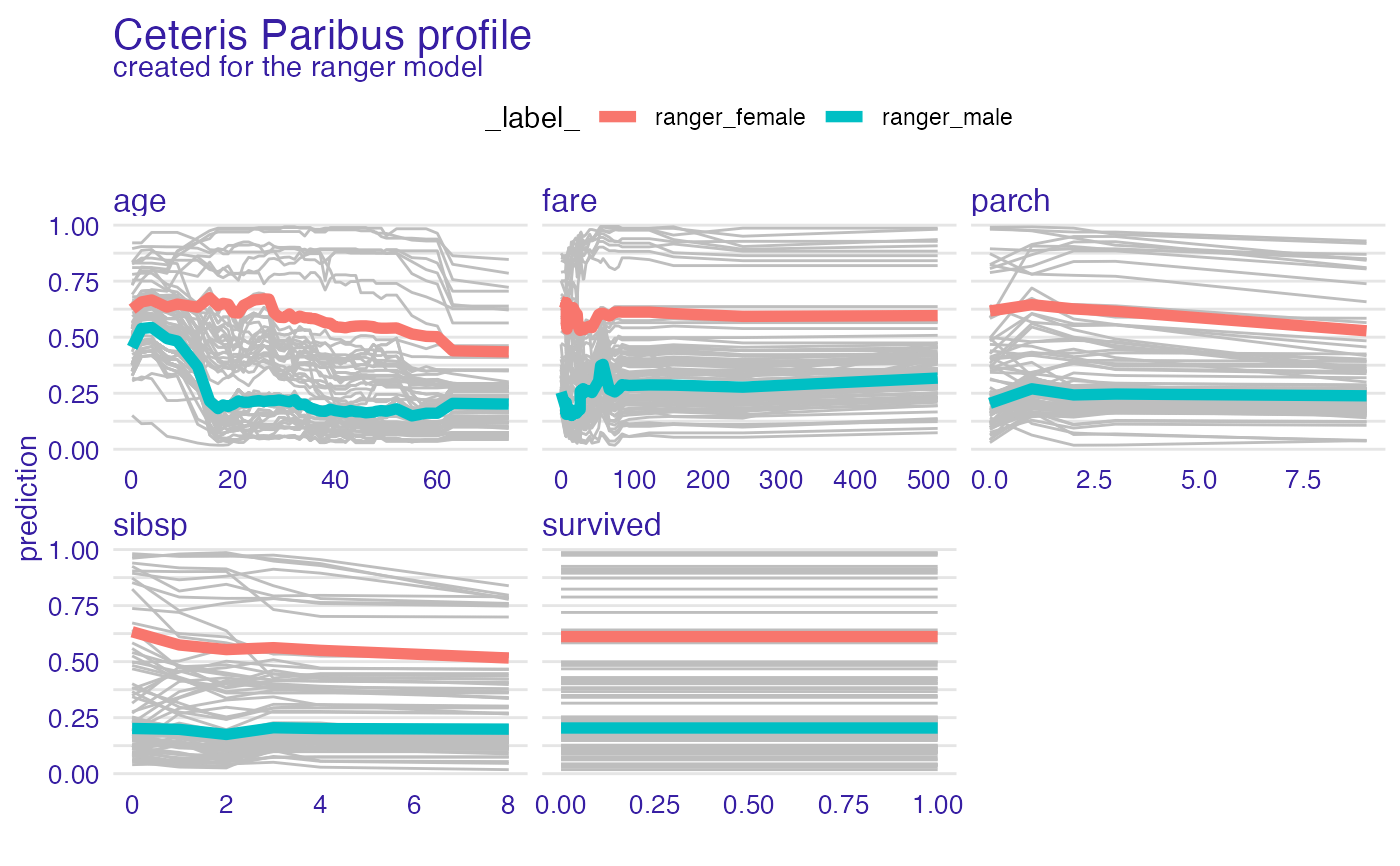 Ceteris Paribus profile
created for the ranger model
_label_ ranger_female ranger_male
age fare parch
1.00
0.75
0.50
0.25
0.00
0 20 40 60 0 100 200 300 400 500 0.0 2.5 5.0 7.5
prediction
sibsp survived
1.00
0.75
0.50
0.25
0.00
0 2 4 6 8 0.00 0.25 0.50 0.75 1.00